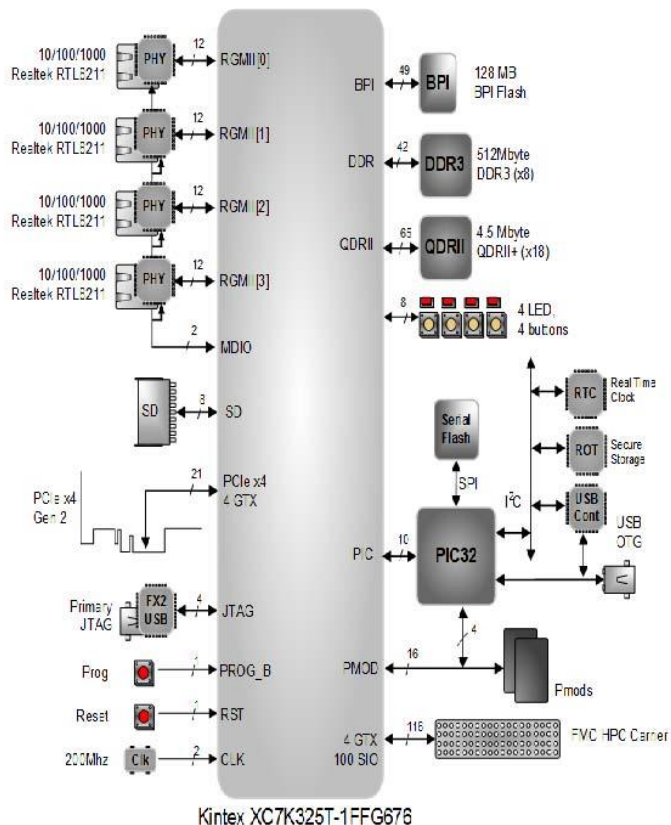 10/100/1000
Realtek RTL8211
PHY
12
RGMII[0]
10/100/1000
Realtek RTL8211
PHY
12
RGMII[1]
10/100/1000
Realtek RTL8211
PHY
12
RGMII[2]
10/100/1000
Realtek RTL8211
PHY
12
RGMII[3]
2
MDIO
SD
8
SD
PCIe x4
Gen 2
21
PCIe x4
4 GTX
Primary
JTAG
FX2
USB
4
JTAG
Prog
1
PROG_B
Reset
1
RST
200Mhz
Clk
2
CLK
BPI
49
BPI
128 MB
BPI Flash
DDR
42
DDR3
512Mbyte
DDR3 (x8)
QDRII
65
QDRII
4.5 Mbyte
QDRII+ (x18)
8
4 LED,
4 buttons
Serial
Flash
SPI
I²C
RTC
Real Time
Clock
ROT
Secure
Storage
USB
Cont
USB
OTG
PIC
10
PIC32
4
PMOD
16
Pmods
4 GTX
100 SIO
116
FMC HPC Carrier
Kintex XC7K325T-1FFG676